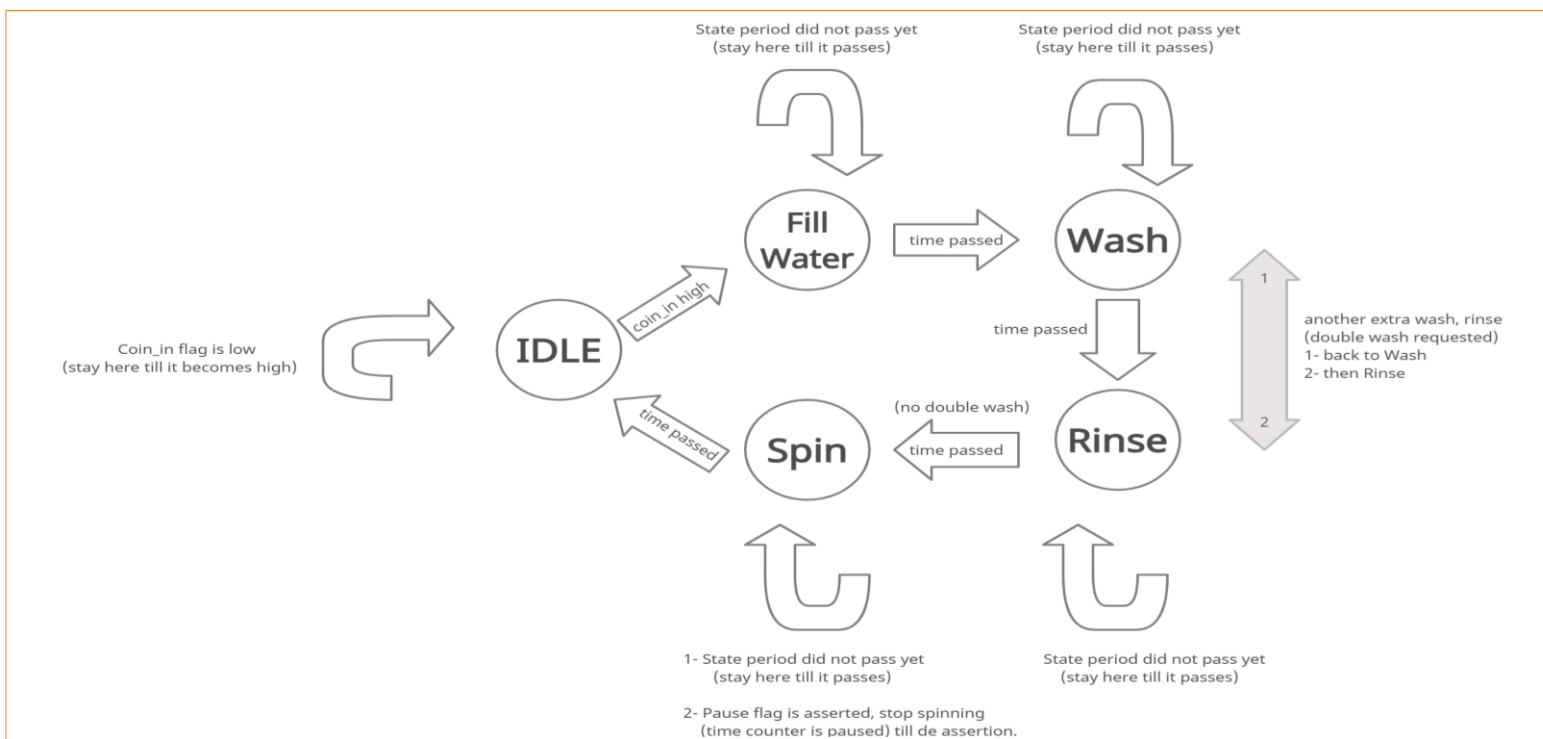 State period did not pass yet
(stay here till it passes)
State period did not pass yet
(stay here till it passes)
Fill
Water
time passed
Wash
coin_in high
1
another extra wash, rinse
(double wash requested)
1- back to Wash
2- then Rinse
2
Coin_in flag is low
(stay here till it becomes high)
IDLE
time passed
time passed
(no double wash)
Spin
time passed
Rinse
1- State period did not pass yet
(stay here till it passes)
2- Pause flag is asserted, stop spinning
(time counter is paused) till de assertion.
State period did not pass yet
(stay here till it passes)